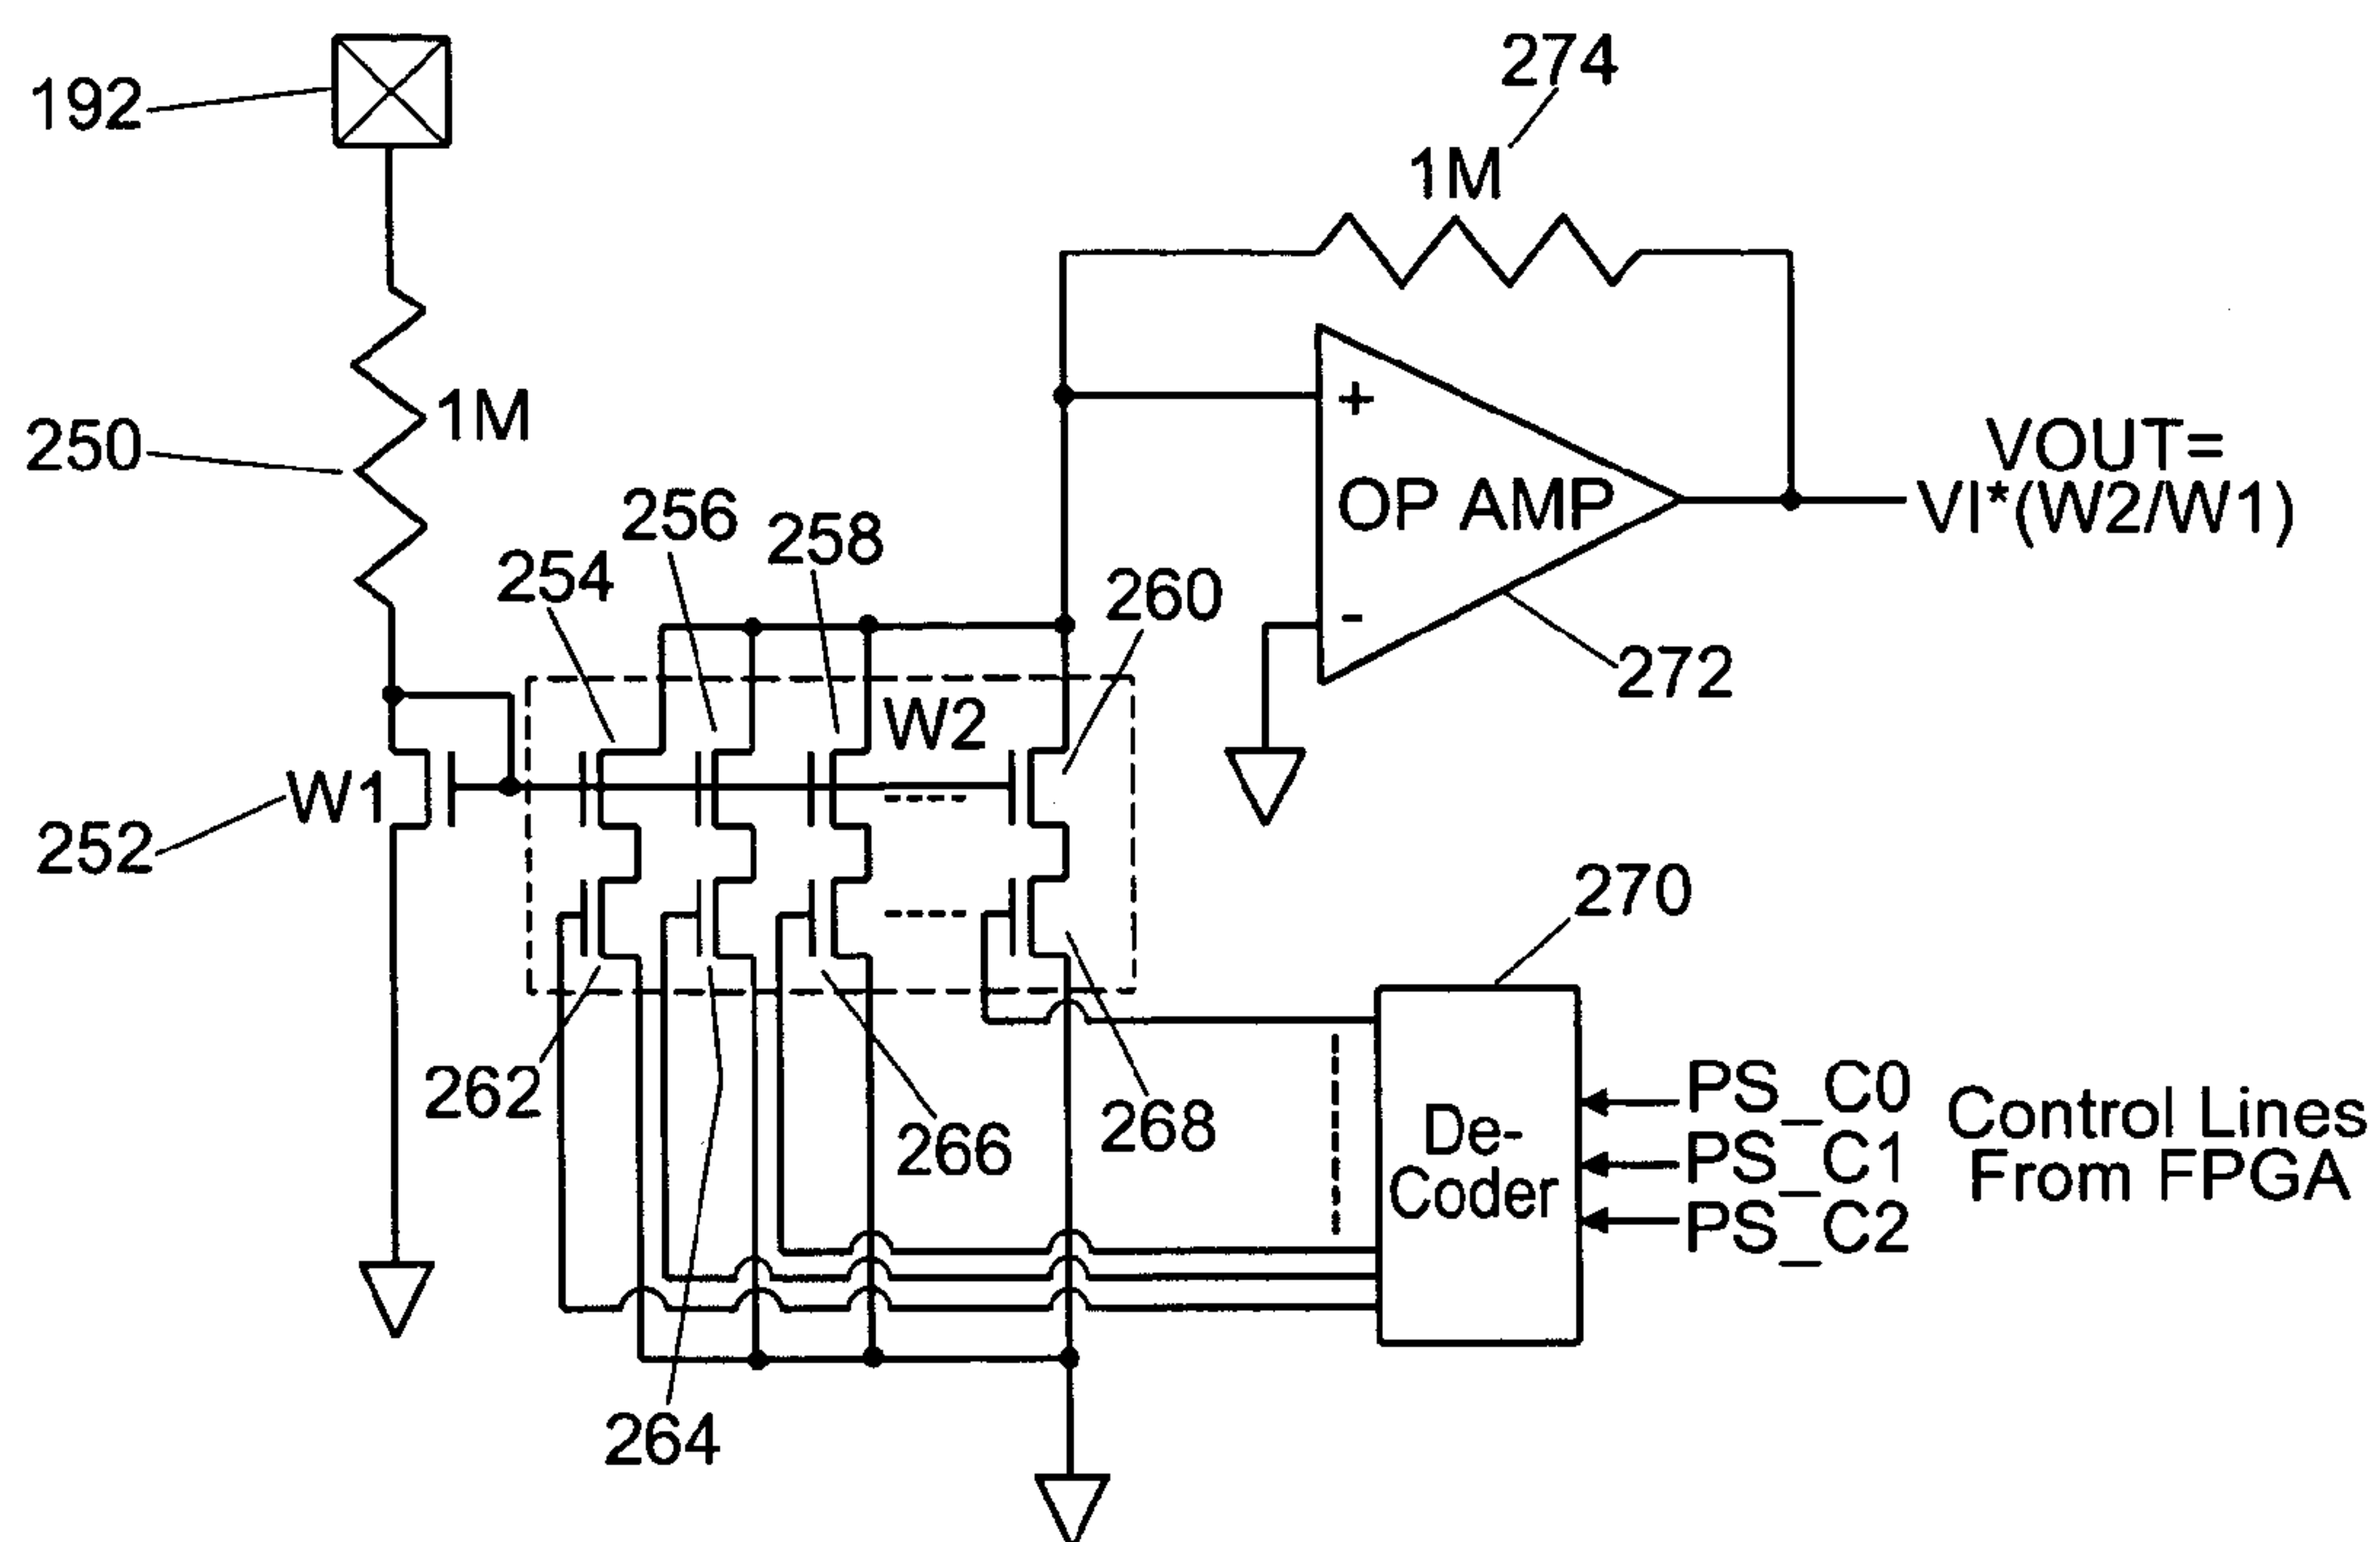 274
1M
192
250
1M
256
258
254
260
+
OP AMP
-
VOUT=
VI*(W2/W1)
272
W2
W1
252
270
262
266
268
264
De-
Coder
PS_C0
PS_C1
PS_C2
Control Lines
From FPGA